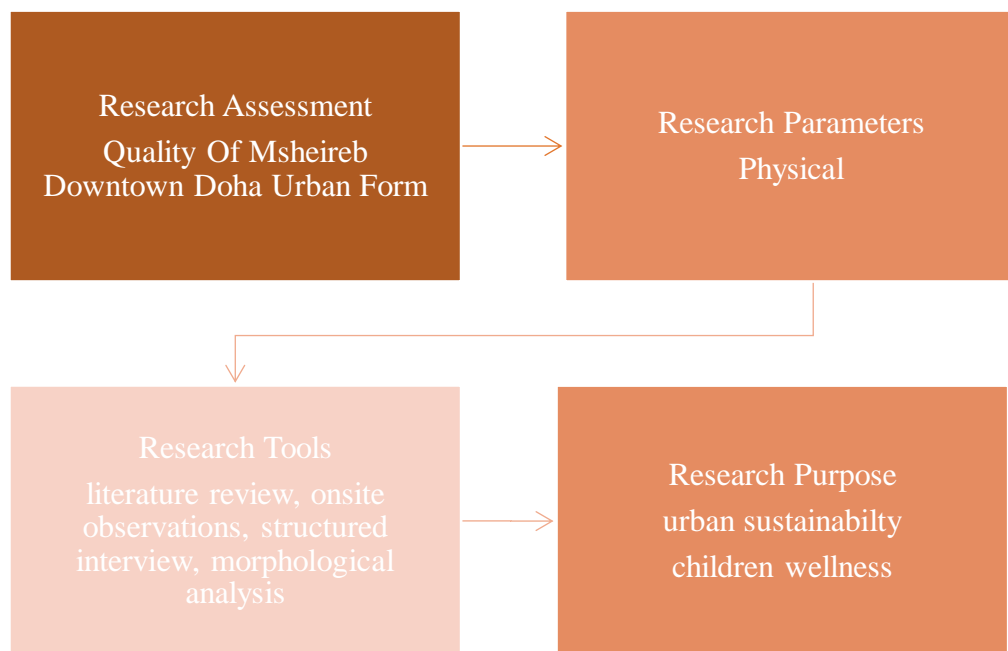 Research Assessment
Quality Of Msheireb
Downtown Doha Urban Form
Research Parameters
Physical
Research Tools
literature review, onsite
observations, structured
interview, morphological
analysis
Research Purpose
urban sustainabilty
children wellness